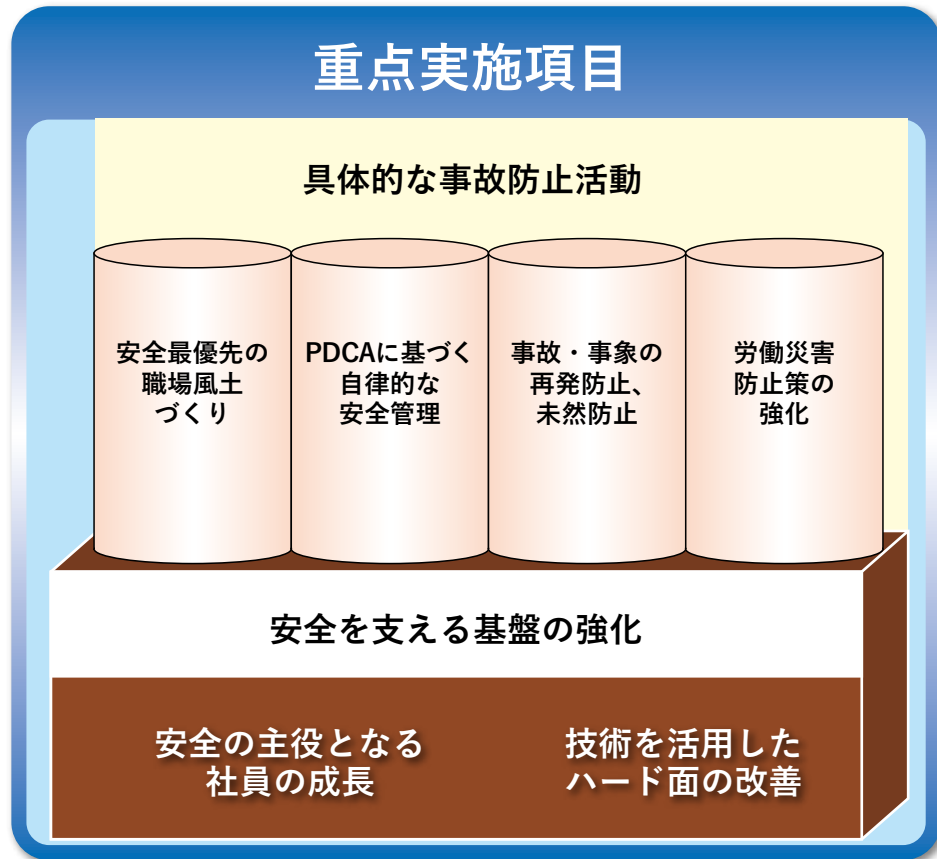 重点実施項目
具体的な事故防止活動
安全最優先の
職場風土
づくり
PDCAに基づく
自律的な
安全管理
事故・事象の
再発防止、
未然防止
労働災害
防止策の
強化
安全を支える基盤の強化
安全の主役となる
社員の成長
技術を活用した
ハード面の改善